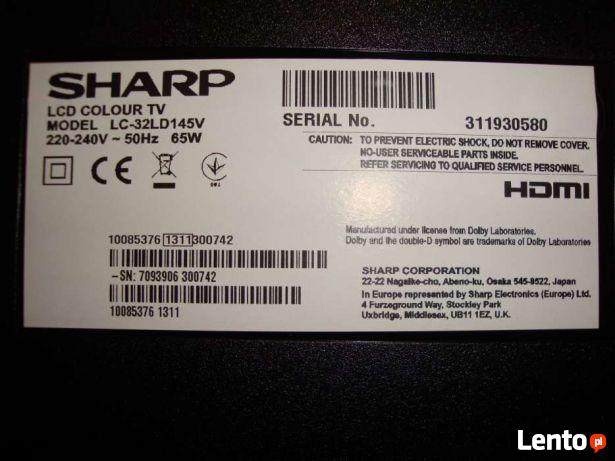 SHARP
LCD COLOUR TV
MODEL LC-32LD145V
220-240V ~ 50Hz 65W
CE
SERIAL No. 311930580
CAUTION: TO PREVENT ELECTRIC SHOCK, DO NOT REMOVE COVER.
NO-USER SERVICEABLE PARTS INSIDE.
REFER SERVICING TO QUALIFIED SERVICE PERSONNEL.
HDMI
10085376 1311 300742
-SN: 7093906 300742
10085376 1311
Manufactured under license from Dolby Laboratories.
Dolby and the double-D symbol are trademarks of Dolby Laboratories
SHARP CORPORATION
22-22 Nagaike-cho, Abeno-ku, Osaka 545-8522, Japan
In Europe represented by Sharp Electronics (Europe) Ltd.
4 Furzeground Way, Stockley Park
Uxbridge, Middlesex, UB11 1EZ, U.K.
Lento pl